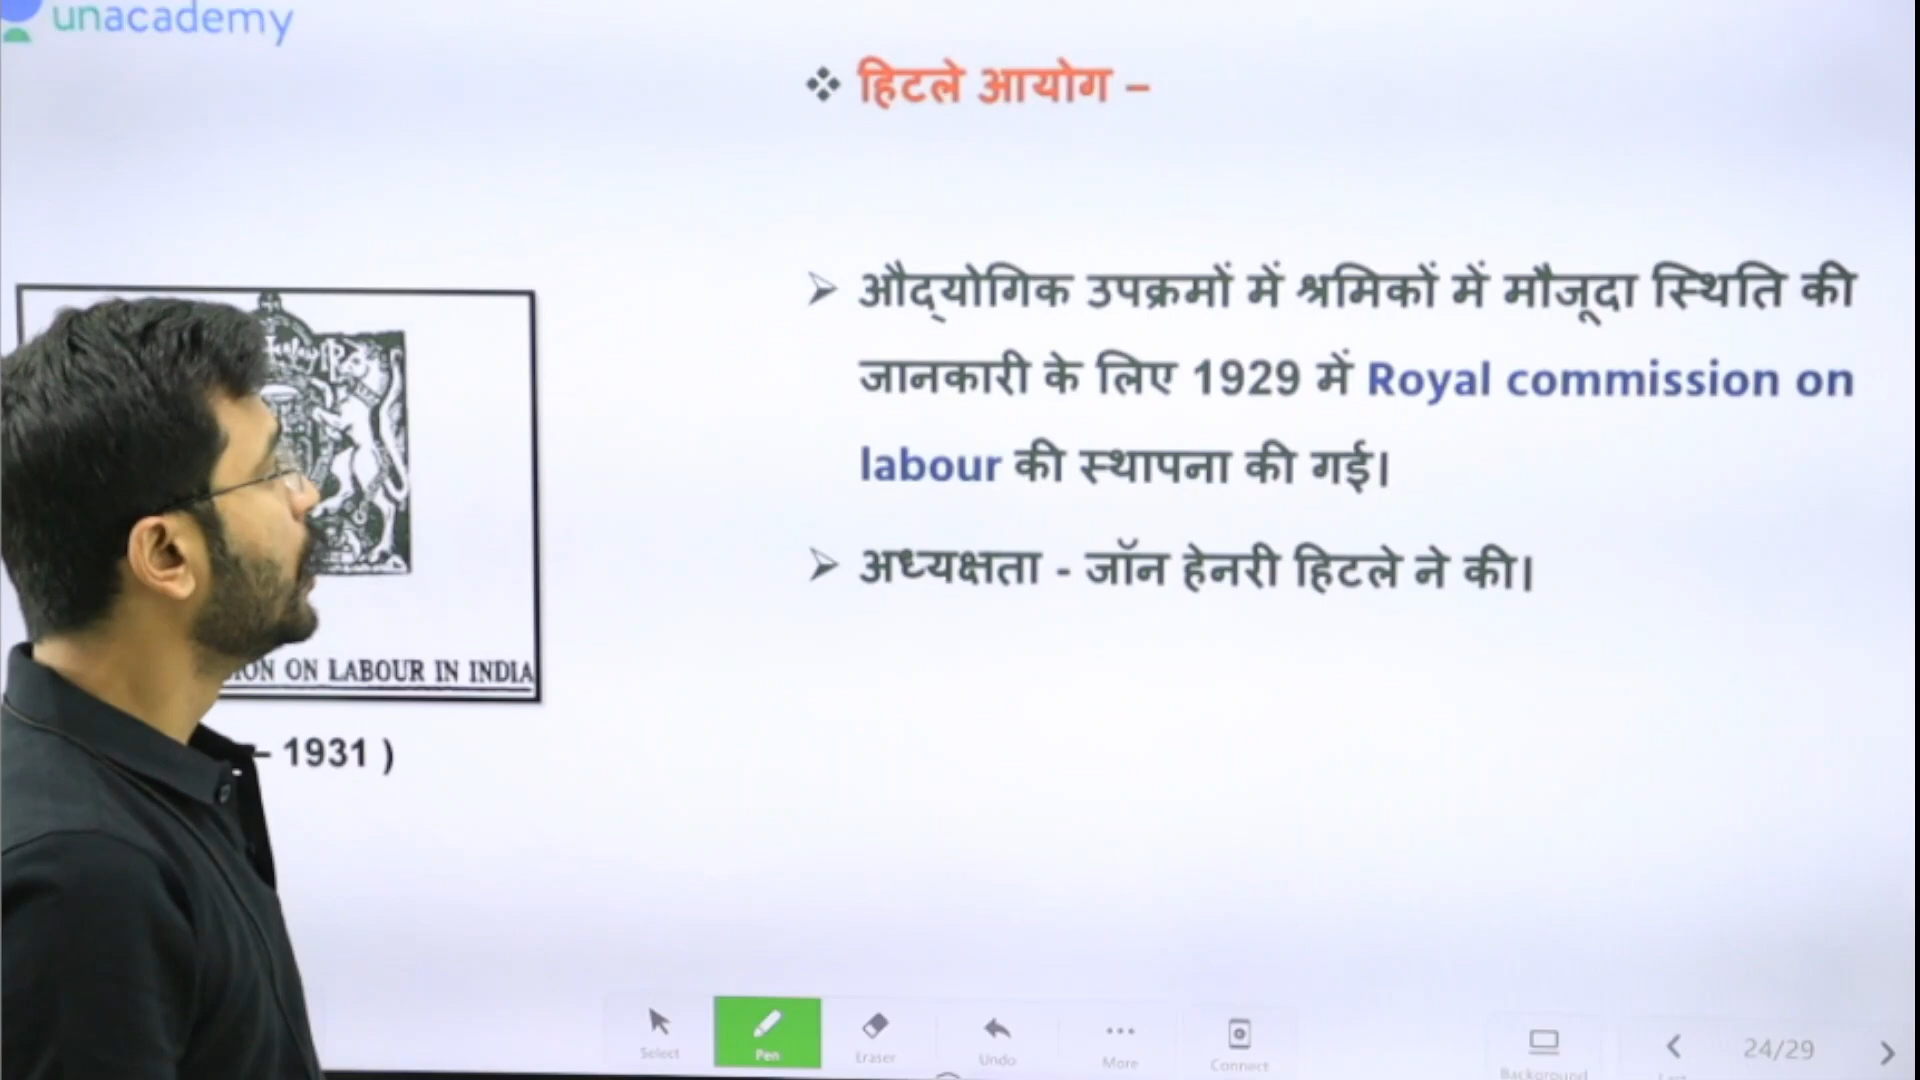 unacademy
❖ हिटले आयोग –
➢ औद्योगिक उपक्रमों में श्रमिकों में मौजूदा स्थिति की
जानकारी के लिए 1929 में Royal commission on
labour की स्थापना की गई।
➢ अध्यक्षता - जॉन हेनरी हिटले ने की।
ON LABOUR IN INDIA
– 1931 )
Select
Pen
Eraser
Undo
More
Connect
Background
24/29